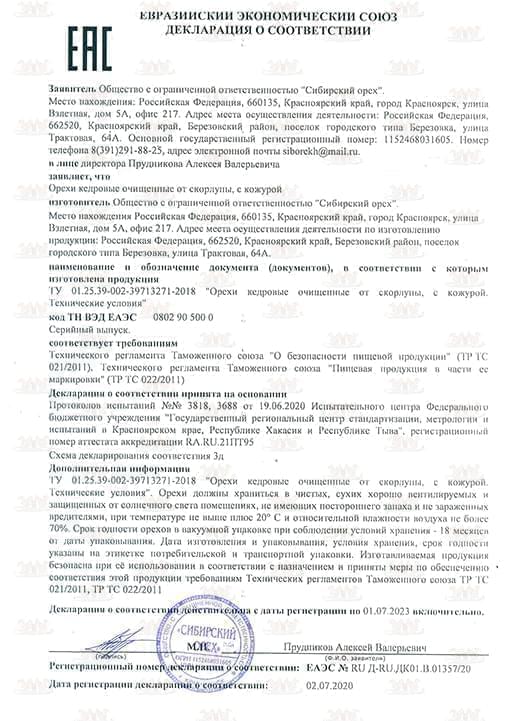 ЕВРАЗИЙСКИЙ ЭКОНОМИЧЕСКИЙ СОЮЗ
ДЕКЛАРАЦИЯ О СООТВЕТСТВИИ
ЕАС
Заявитель Общество с ограниченной ответственностью "Сибирский орех".
Место нахождения: Российская Федерация, 660135, Красноярский край, город Красноярск, улица
Взлетная, дом 5А, офис 217. Адрес места осуществления деятельности: Российская Федерация,
662520, Красноярский край, Березовский район, поселок городского типа Березовка, улица
Трактовая, 64А. Основной государственный регистрационный номер: 1152468031605. Номер
телефона 8(391)291-88-25, адрес электронной почты siborekh@mail.ru.
в лице директора Прудникова Алексея Валерьевича
заявляет, что
Орехи кедровые очищенные от скорлупы, с кожурой
изготовитель Общество с ограниченной ответственностью "Сибирский орех".
Место нахождения Российская Федерация, 660135, Красноярский край, город Красноярск, улица
Взлетная, дом 5А, офис 217. Адрес места осуществления деятельности по изготовлению
продукции: Российская Федерация, 662520, Красноярский край, Березовский район, поселок
городского типа Березовка, улица Трактовая, 64А.
наименование и обозначение документа (документов), в соответствии с которым
изготовлена продукция
ТУ 01.25.39-002-39713271-2018 "Орехи кедровые очищенные от скорлупы, с кожурой.
Технические условия"
код ТН ВЭД ЕАЭС 0802 90 500 0
Серийный выпуск.
соответствует требованиям
Технического регламента Таможенного союза "О безопасности пищевой продукции" (ТР ТС
021/2011), Технического регламента Таможенного союза "Пищевая продукция в части ее
маркировки" (ТР ТС 022/2011)
Декларация о соответствии принята на основании
Протоколов испытаний №№ 3818, 3688 от 19.06.2020 Испытательного центра Федерального
бюджетного учреждения "Государственный региональный центр стандартизации, метрологии и
испытаний в Красноярском крае, Республике Хакасия и Республике Тыва", регистрационный
номер аттестата аккредитации RA.RU.21ПТ95
Схема декларирования соответствия 3д
Дополнительная информация
ТУ 01.25.39-002-39713271-2018 "Орехи кедровые очищенные от скорлупы, с кожурой.
Технические условия". Орехи должны храниться в чистых, сухих хорошо вентилируемых и
защищенных от солнечного света помещениях, не имеющих постороннего запаха и не зараженных
вредителями, при температуре не выше плюс 20° С и относительной влажности воздуха не более
70%. Срок годности орехов в вакуумной упаковке при соблюдении условий хранения - 18 месяцев
от даты упаковывания. Дата изготовления и упаковывания, условия хранения, срок годности
указаны на этикетке потребительской и транспортной упаковки. Изготавливаемая продукция
безопасна при её использовании в соответствии с назначением и приняты меры по обеспечению
соответствия этой продукции требованиям Технических регламентов Таможенного союза ТР ТС
021/2011, ТР ТС 022/2011
Декларация о соответствии действительна с даты регистрации по 01.07.2023 включительно.
М.П. Прудников Алексей Валерьевич
(подпись) (Ф.И.О. заявителя)
«СИБИРСКИЙ
ОРЕХ»
Регистрационный номер декларации о соответствии: ЕАЭС № RU Д-RU.ДК01.В.01357/20
Дата регистрации декларации о соответствии: 02.07.2020